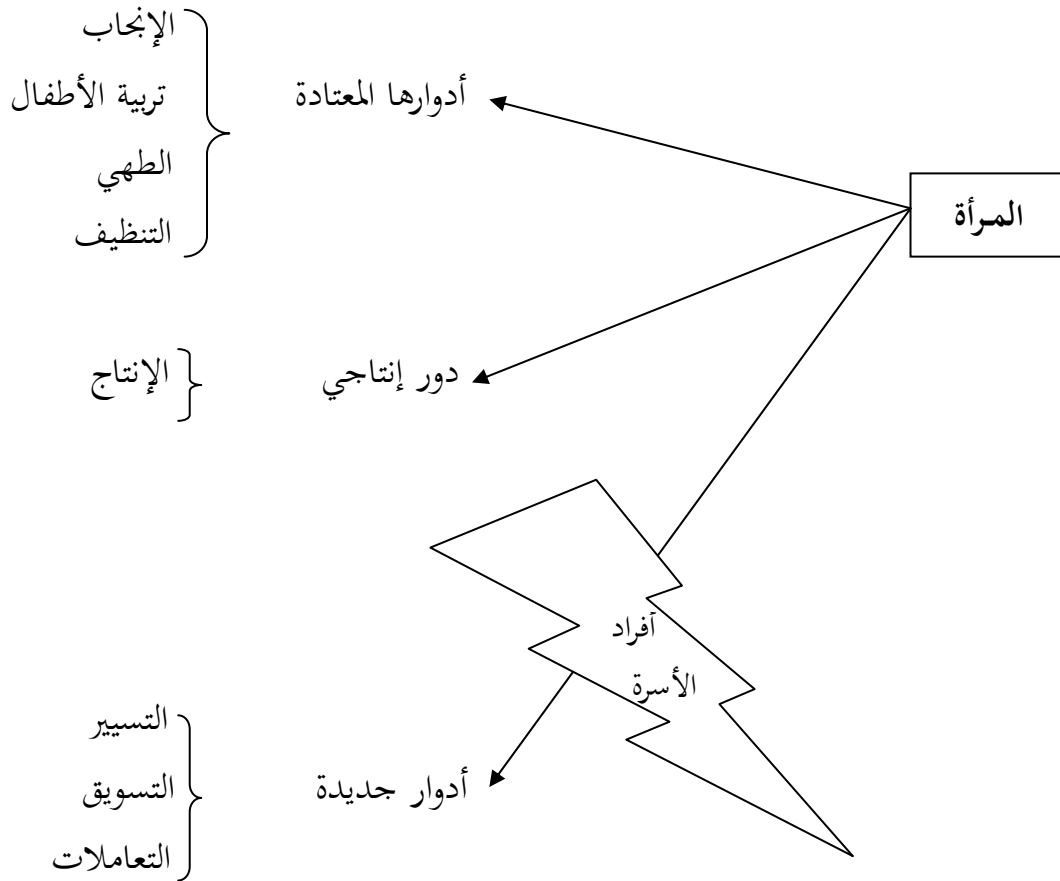 المرأة
أدوارها المعتادة
الإنجاب
تربية الأطفال
الطهي
التنظيف
دور إنتاجي
الإنتاج
أفراد
الأسرة
أدوار جديدة
التسيير
التسويق
التعاملات